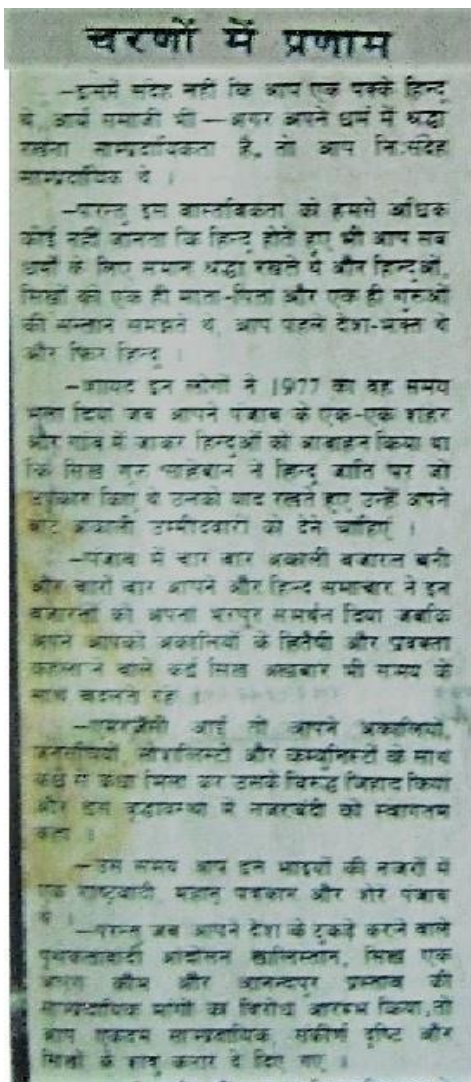 चरणों में प्रणाम
—इसमें संदेह नहीं कि आप एक पक्के हिन्दू
थे, आर्य समाजी भी—अगर अपने धर्म में श्रद्धा
रखना साम्प्रदायिकता है, तो आप निःसंदेह
साम्प्रदायिक थे ।
—परन्तु इस वास्तविकता को हमसे अधिक
कोई नहीं जानता कि हिन्दू होते हुए भी आप सब
धर्मों के लिए समान श्रद्धा रखते थे और हिन्दुओं,
सिखों को एक ही माता-पिता और एक ही गुरुओं
की सन्तान समझते थे, आप पहले देश-भक्त थे
और फिर हिन्दू ।
—शायद इन लोगों ने 1977 का वह समय
भुला दिया जब आपने पंजाब के एक-एक शहर
और गांव में जाकर हिन्दुओं को आवाहन किया था
कि सिख गुरु साहेबान ने हिन्दू जाति पर जो
उपकार किए थे उनको याद रखते हुए उन्हें अपने
वोट अकाली उम्मीदवारों को देने चाहिएं ।
—पंजाब में चार बार अकाली वजारत बनी
और चारों बार आपने और हिन्द समाचार ने इन
वजारतों को अपना भरपूर समर्थन दिया जबकि
अपने आपको अकालियों के हितैषी और प्रवक्ता
कहलाने वाले कई सिख अखबार भी समय के
साथ बदलते रहे ।
—एमरजैंसी आई तो आपने अकालियों,
जनसंघियों, सोशलिस्टों और कम्युनिस्टों के साथ
कंधे से कंधा मिला कर उसके विरुद्ध जिहाद किया
और इस वृद्धावस्था में नजरबंदी को स्वागतम
कहा ।
—उस समय आप इन भाइयों की नजरों में
एक राष्ट्रवादी, महान् पत्रकार और शेर पंजाब
थे ।
—परन्तु जब आपने देश के टुकड़े करने वाले
पृथकतावादी आंदोलन खालिस्तान, सिख एक
अलग कौम और आनन्दपुर प्रस्ताव की
साम्प्रदायिक मांगों का विरोध आरम्भ किया, तो
आप एकदम साम्प्रदायिक, संकीर्ण दृष्टि और
सिखों के शत्रु करार दे दिए गए ।